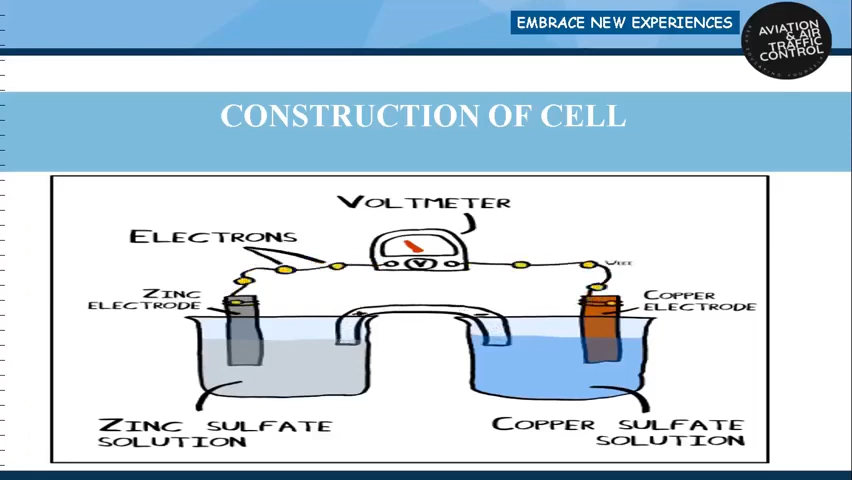 EMBRACE NEW EXPERIENCES
AVIATION
& AIR
TRAFFIC
CONTROL
CONSTRUCTION OF CELL
VOLTMETER
ELECTRONS
V
ZINC
ELECTRODE
COPPER
ELECTRODE
ZINC SULFATE
SOLUTION
COPPER SULFATE
SOLUTION